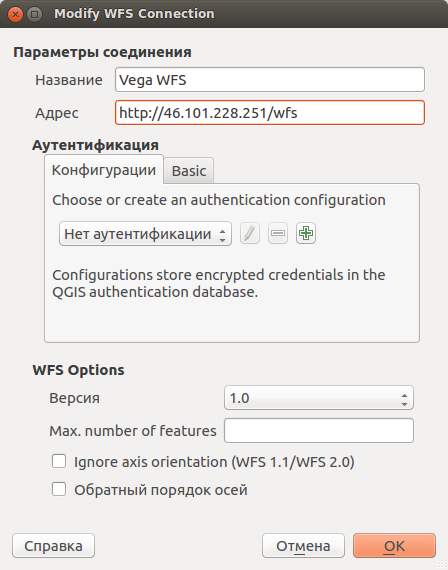 Modify WFS Connection
Параметры соединения
Название Vega WFS
Адрес http://46.101.228.251/wfs
Аутентификация
Конфигурации Basic
Choose or create an authentication configuration
Нет аутентификации
Configurations store encrypted credentials in the
QGIS authentication database.
WFS Options
Версия 1.0
Max. number of features
Ignore axis orientation (WFS 1.1/WFS 2.0)
Обратный порядок осей
Справка Отмена OK